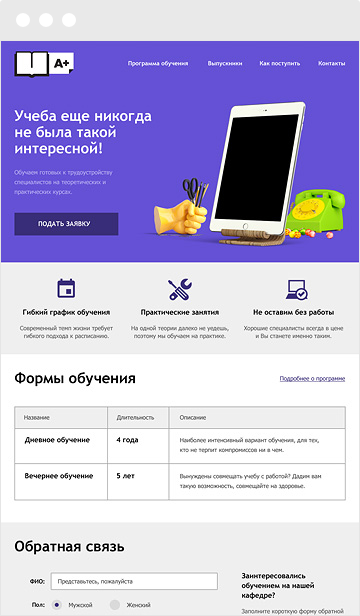 A+
Программа обучения
Выпускники
Как поступить
Контакты
Учеба еще никогда
не была такой
интересной!
Обучаем готовых к трудоустройству
специалистов на теоретических и
практических курсах.
ПОДАТЬ ЗАЯВКУ
Гибкий график обучения
Современный темп жизни требует
гибкого подхода к расписанию.
Практические занятия
На одной теории далеко не уедешь,
поэтому мы обучаем на практике.
Не оставим без работы
Хорошие специалисты всегда в цене
и Вы станете именно таким.
Формы обучения
Подробнее о программе
Название
Длительность
Описание
Дневное обучение
4 года
Наиболее интенсивный вариант обучения, для тех,
кто не терпит компромиссов ни в чем.
Вечернее обучение
5 лет
Вынуждены совмещать учебу с работой? Дадим вам
такую возможность, совмещайте на здоровье.
Обратная связь
ФИО:
Представьтесь, пожалуйста
Пол:
Мужской
Женский
Заинтересовались
обучением на нашей
кафедре?
Заполните короткую форму обратной